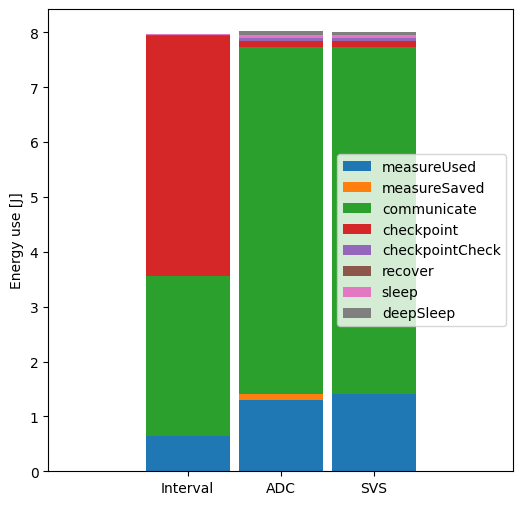 Energy use [J]
8
7
6
5
4
3
2
1
0
Interval
ADC
SVS
measureUsed
measureSaved
communicate
checkpoint
checkpointCheck
recover
sleep
deepSleep